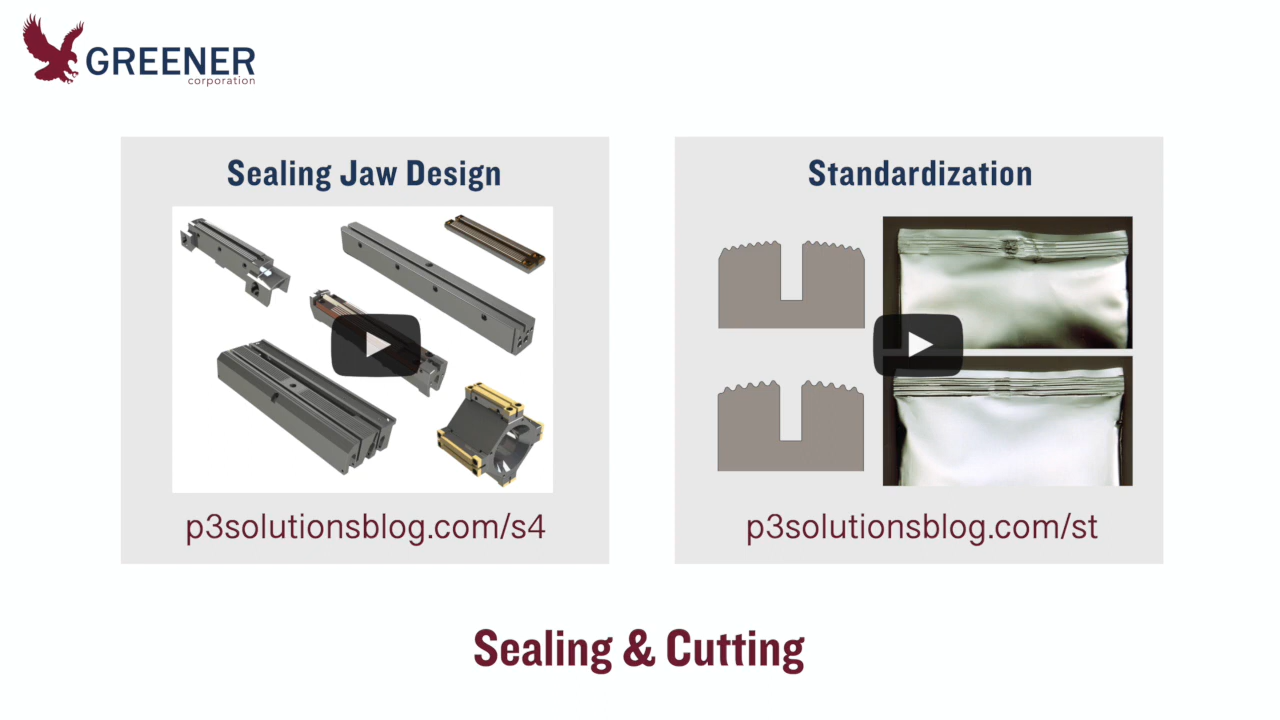 GREENER
corporation
Sealing Jaw Design
Standardization
p3solutionsblog.com/s4
p3solutionsblog.com/st
Sealing & Cutting